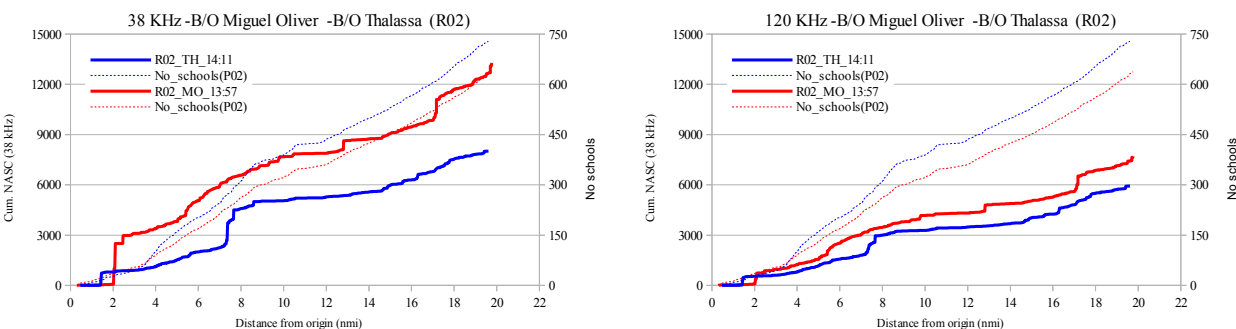 38 KHz -B/O Miguel Oliver -B/O Thalassa (R02)
15000
12000
9000
6000
3000
0
Cum. NASC (38 kHz)
R02_TH_14:11
No_schools(P02)
R02_MO_13:57
No_schools(P02)
750
600
450
300
150
0
No schools
0 2 4 6 8 10 12 14 16 18 20 22
Distance from origin (nmi)
120 KHz -B/O Miguel Oliver -B/O Thalassa (R02)
15000
12000
9000
6000
3000
0
Cum. NASC (38 kHz)
R02_TH_14:11
No_schools(P02)
R02_MO_13:57
No_schools(P02)
750
600
450
300
150
0
No schools
0 2 4 6 8 10 12 14 16 18 20 22
Distance from origin (nmi)